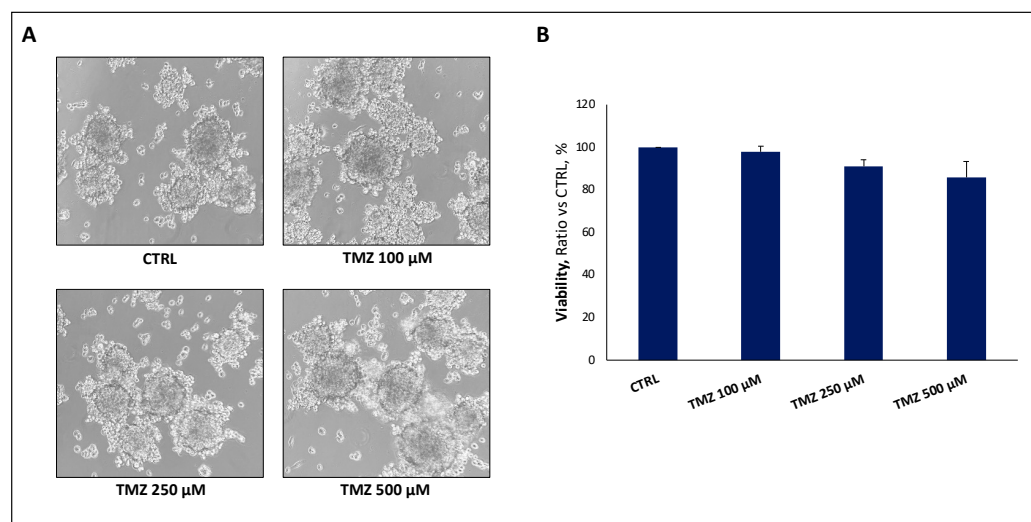 A
CTRL
TMZ 100 µM
TMZ 250 µM
TMZ 500 µM
B
Viability, Ratio vs CTRL, %
120
100
80
60
40
20
0
CTRL
TMZ 100 µM
TMZ 250 µM
TMZ 500 µM